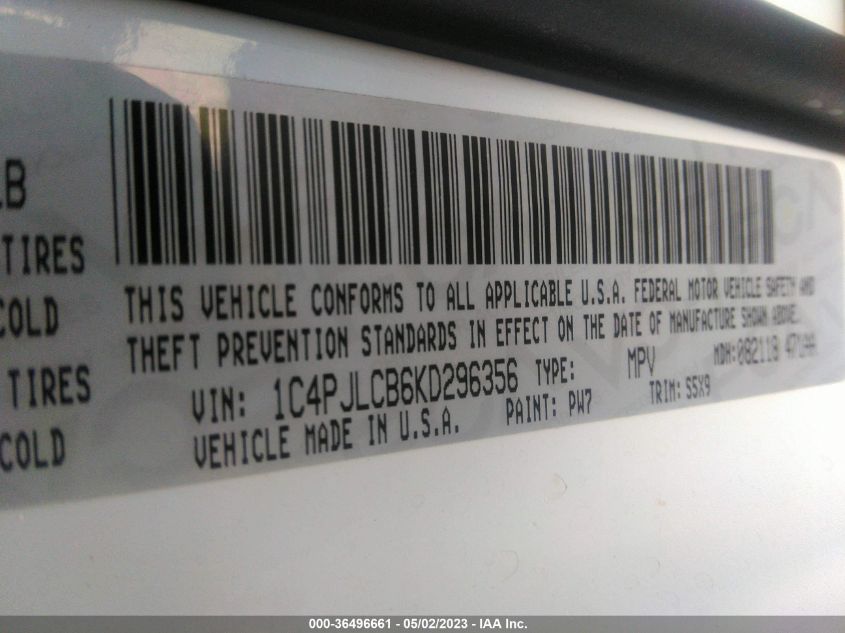 LB
TIRES
COLD
TIRES
COLD
THIS VEHICLE CONFORMS TO ALL APPLICABLE U.S.A. FEDERAL MOTOR VEHICLE SAFETY AND
THEFT PREVENTION STANDARDS IN EFFECT ON THE DATE OF MANUFACTURE SHOWN ABOVE.
VIN: 1C4PJLCB6KD296356 TYPE: MPV MDH:082118 471AA
VEHICLE MADE IN U.S.A. PAINT: PW7 TRIM: S5X9
000-36496661 - 05/02/2023 - IAA Inc.